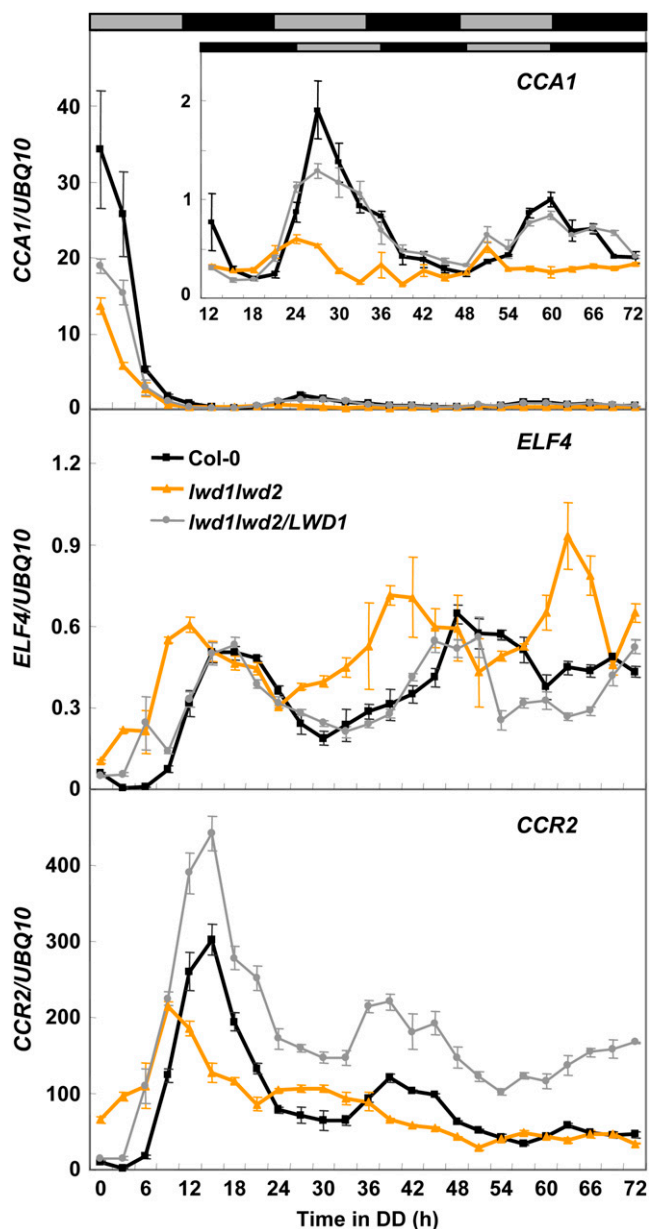 CCA1
CCA1/UBQ10
40
30
20
10
0
2
1
0
12 18 24 30 36 42 48 54 60 66 72
ELF4
ELF4/UBQ10
1.2
0.9
0.6
0.3
0
Col-0
lwd1lwd2
lwd1lwd2/LWD1
CCR2
CCR2/UBQ10
400
300
200
100
0
0 6 12 18 24 30 36 42 48 54 60 66 72
Time in DD (h)